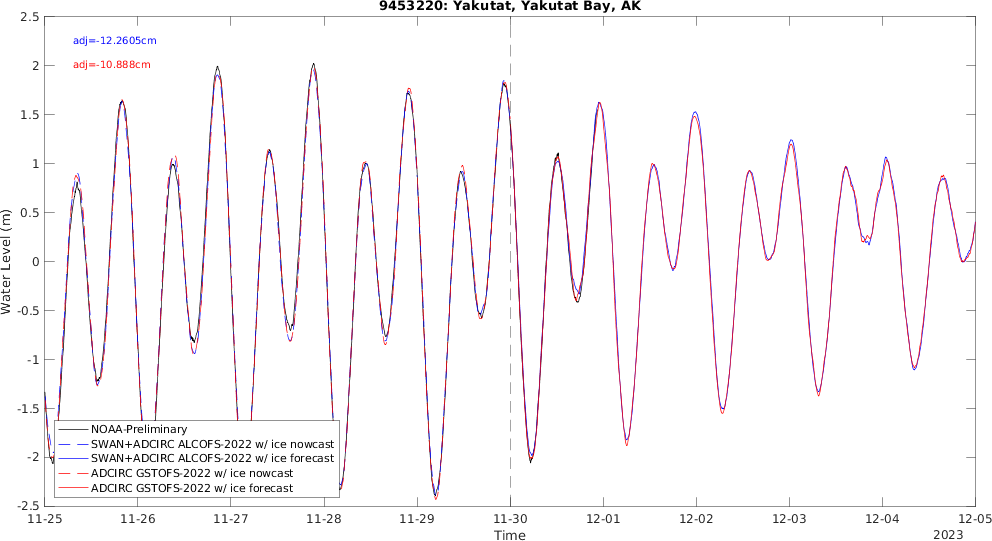 9453220: Yakutat, Yakutat Bay, AK
2.5
2
1.5
1
0.5
0
-0.5
-1
-1.5
-2
-2.5
Water Level (m)
adj=-12.2605cm
adj=-10.888cm
NOAA-Preliminary
SWAN+ADCIRC ALCOFS-2022 w/ ice nowcast
SWAN+ADCIRC ALCOFS-2022 w/ ice forecast
ADCIRC GSTOFS-2022 w/ ice nowcast
ADCIRC GSTOFS-2022 w/ ice forecast
11-25 11-26 11-27 11-28 11-29 11-30 12-01 12-02 12-03 12-04 12-05
Time
2023